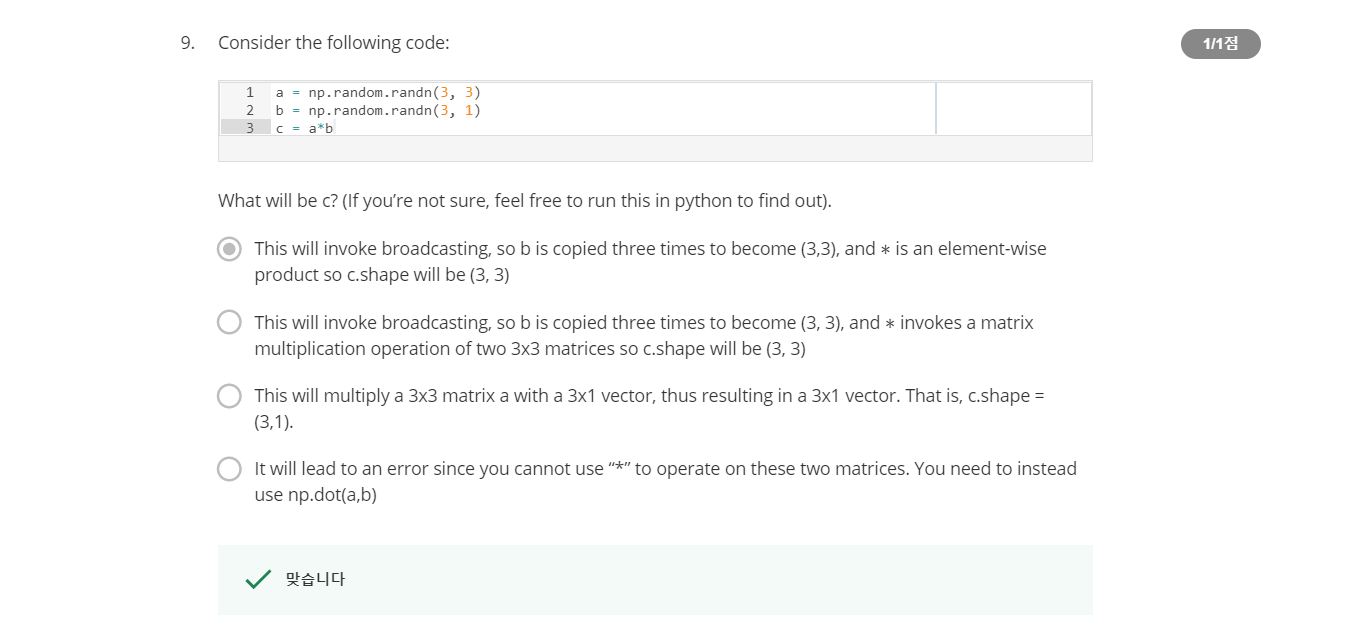 9. Consider the following code:
1/1점
1 a = np.random.randn(3, 3)
2 b = np.random.randn(3, 1)
3 c = a*b
What will be c? (If you’re not sure, feel free to run this in python to find out).
This will invoke broadcasting, so b is copied three times to become (3,3), and ∗ is an element-wise
product so c.shape will be (3, 3)
This will invoke broadcasting, so b is copied three times to become (3, 3), and ∗ invokes a matrix
multiplication operation of two 3x3 matrices so c.shape will be (3, 3)
This will multiply a 3x3 matrix a with a 3x1 vector, thus resulting in a 3x1 vector. That is, c.shape =
(3,1).
It will lead to an error since you cannot use “*” to operate on these two matrices. You need to instead
use np.dot(a,b)
맞습니다